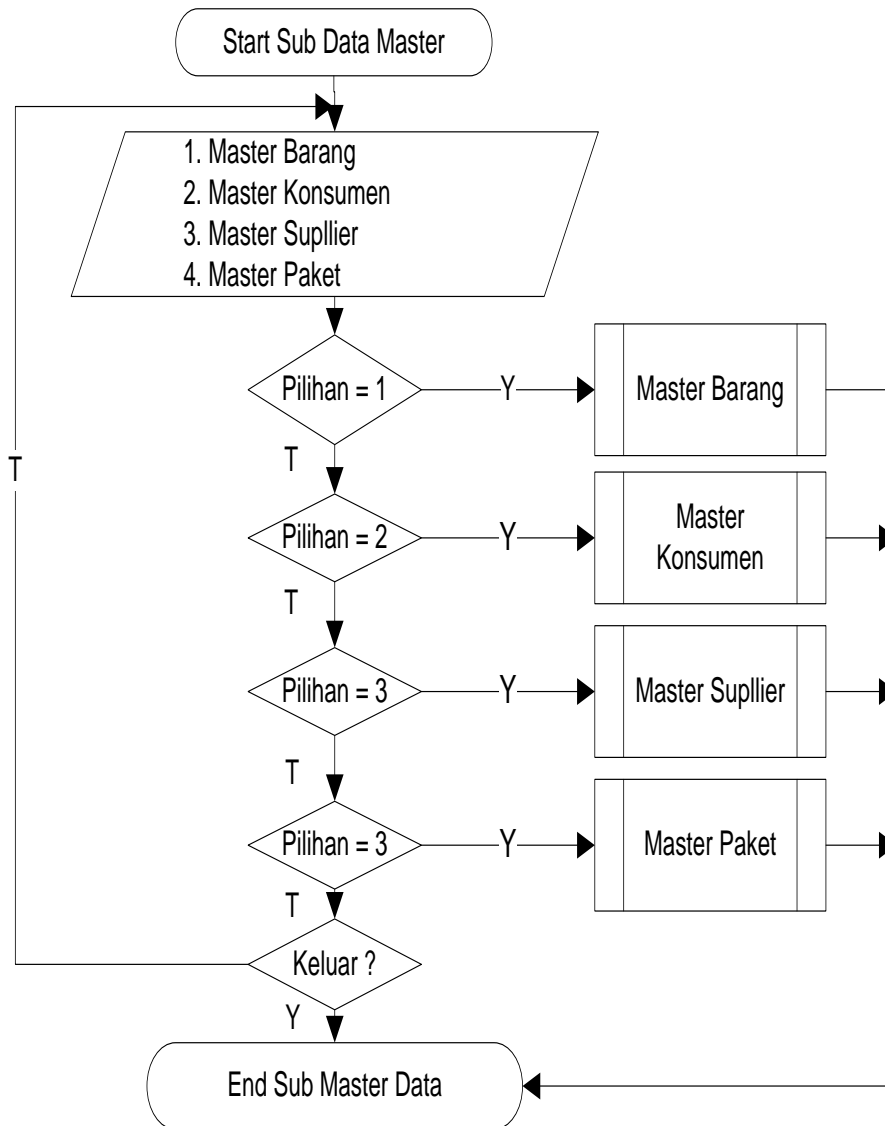 Start Sub Data Master
1. Master Barang
2. Master Konsumen
3. Master Supllier
4. Master Paket
Pilihan = 1
Y
Master Barang
T
T
Pilihan = 2
Y
Master
Konsumen
T
Pilihan = 3
Y
Master Supllier
T
Pilihan = 3
Y
Master Paket
T
Keluar ?
Y
End Sub Master Data